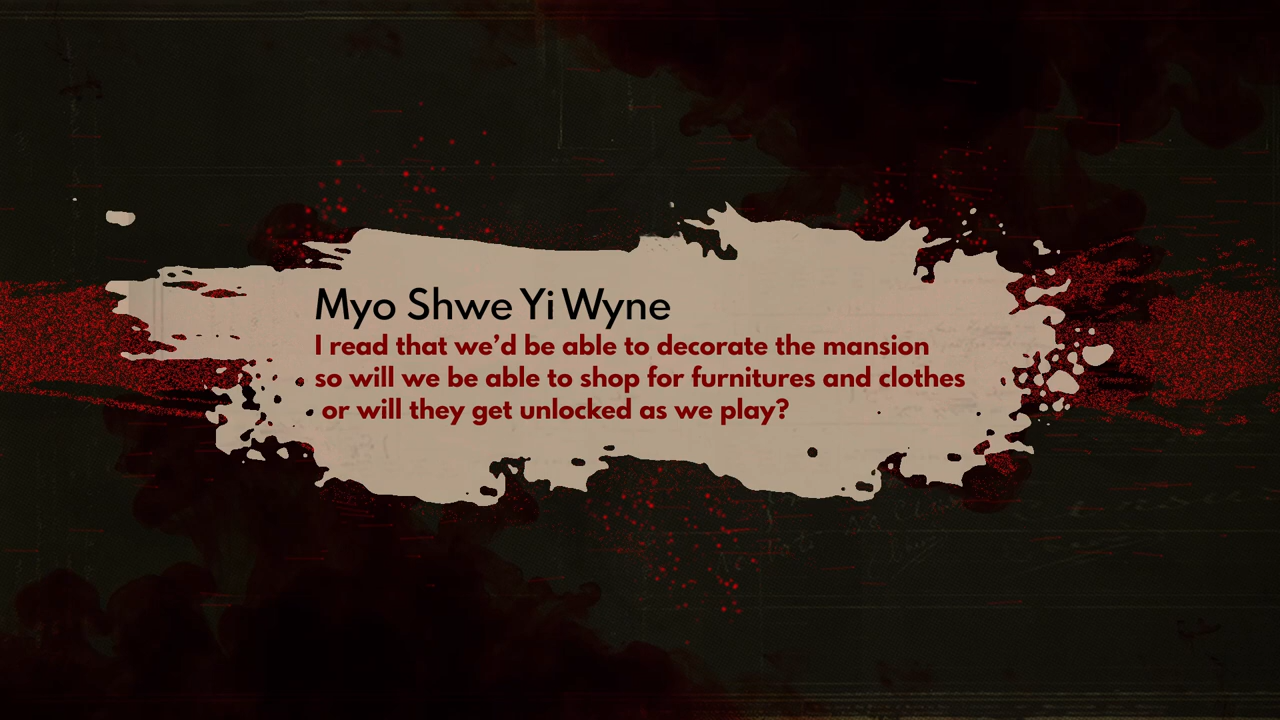 Myo Shwe Yi Wyne
I read that we’d be able to decorate the mansion
so will we be able to shop for furnitures and clothes
or will they get unlocked as we play?